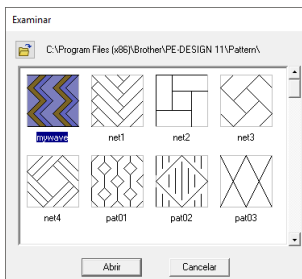 Examinar
C:\Program Files (x86)\Brother\PE-DESIGN 11\Pattern\
mywave net1 net2 net3
net4 pat01 pat02 pat03
Abrir Cancelar